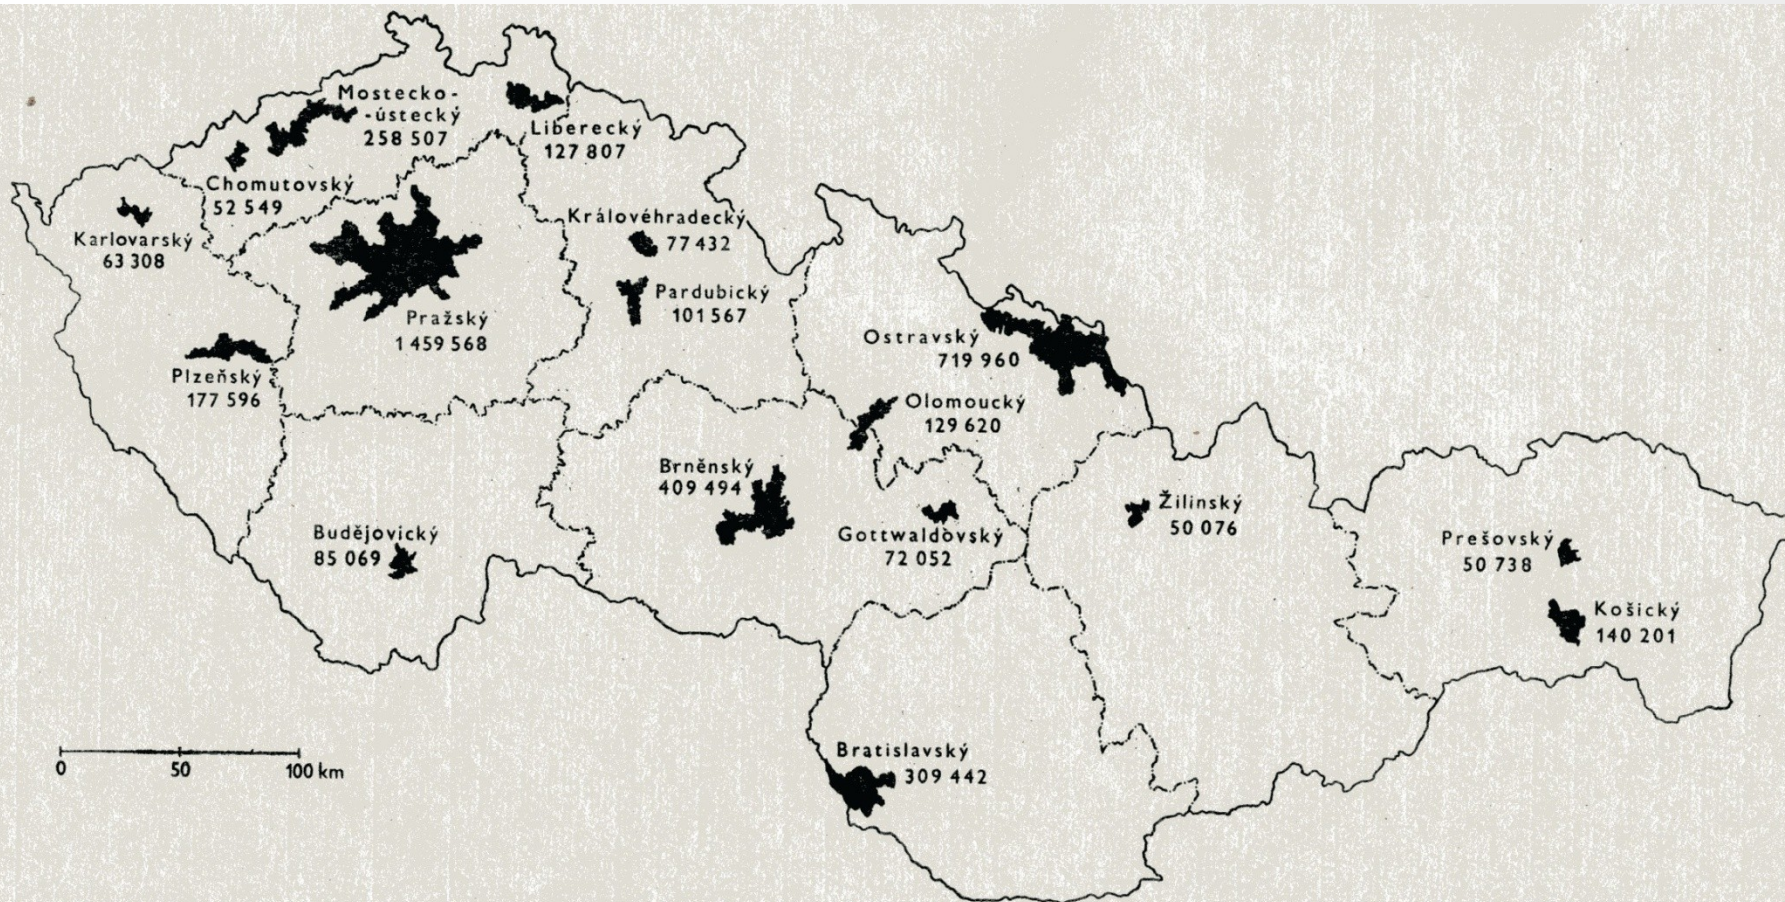 Mostecko-
-ústecký
258 507
Liberecký
127 807
Chomutovský
52 549
Karlovarský
63 308
Královéhradecký
77 432
Pardubický
101 567
Pražský
1 459 568
Plzeňský
177 596
Ostravský
719 960
Olomoucký
129 620
Brněnský
409 494
Gottwaldovský
72 052
Budějovický
85 069
Žilinský
50 076
Prešovský
50 738
Košický
140 201
Bratislavský
309 442
0 50 100 km